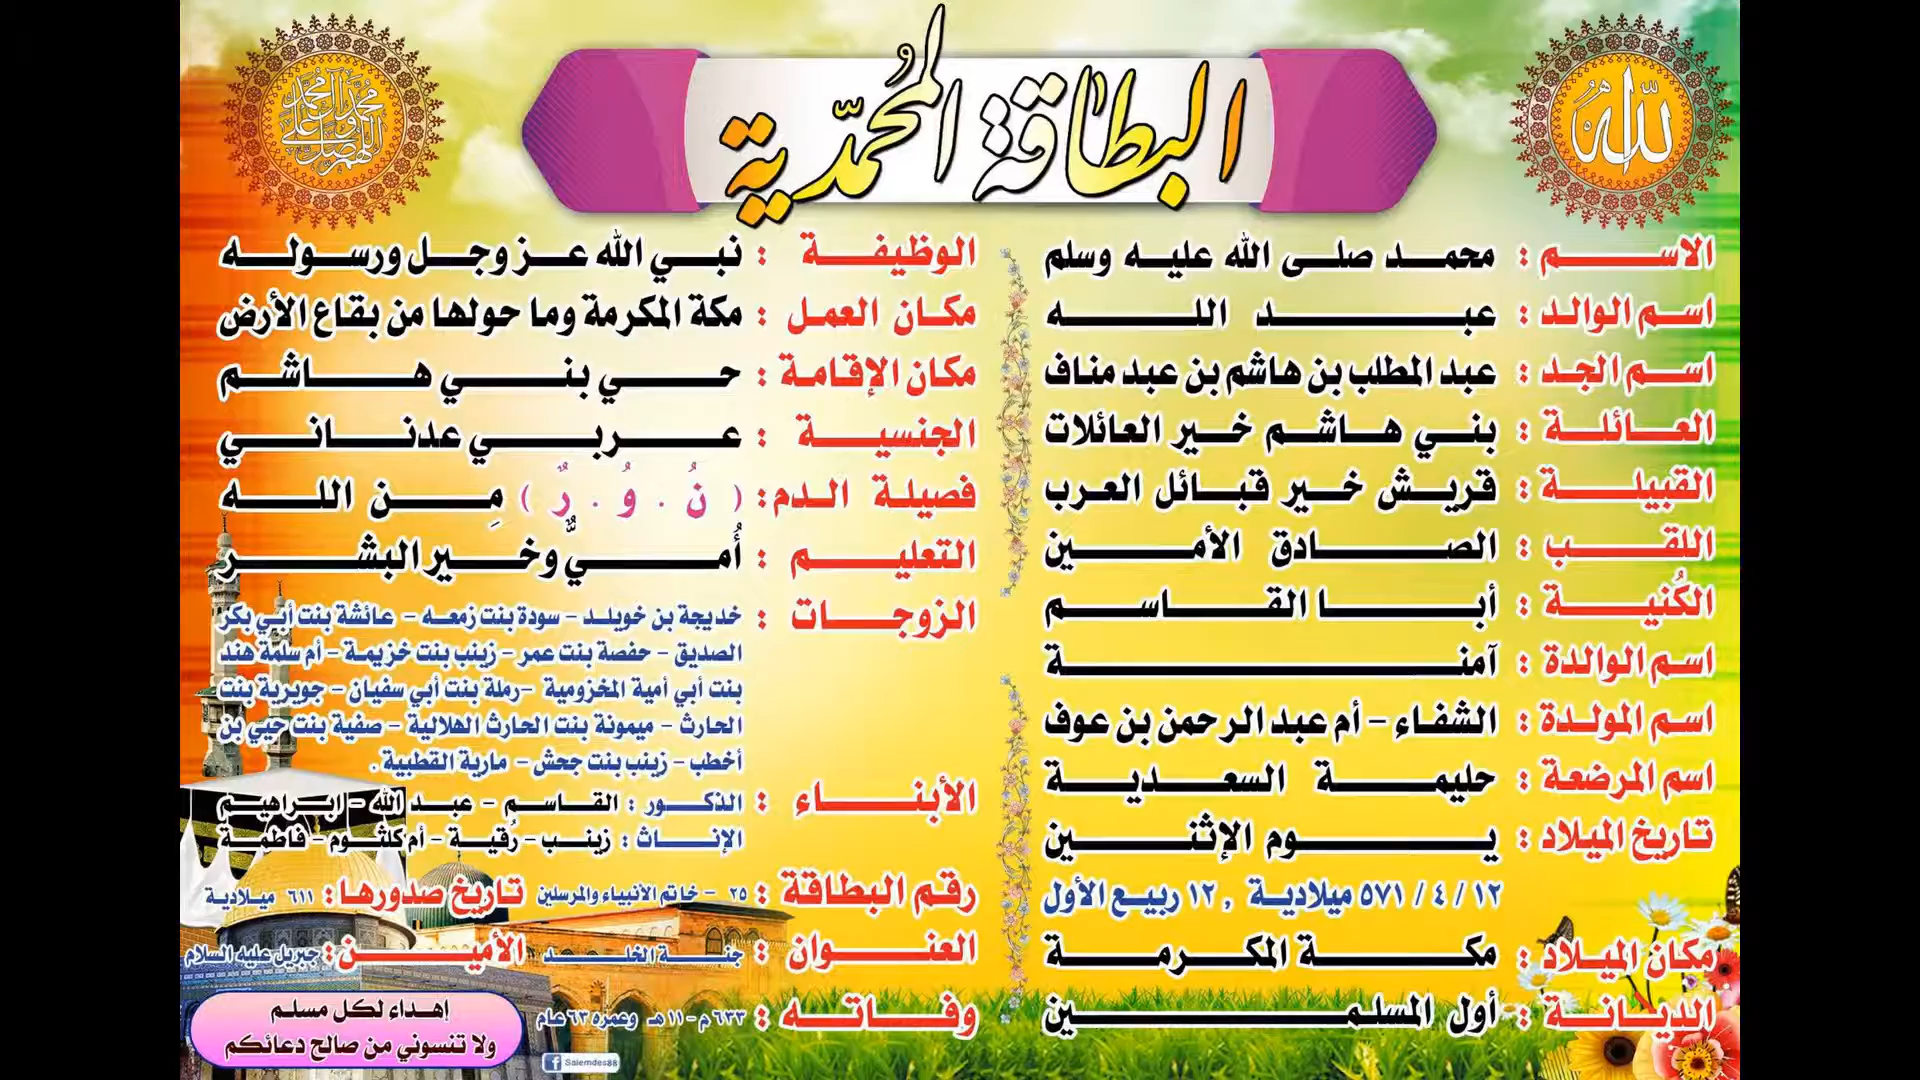 الله
اللهم صل على محمد وآل محمد
البطاقة المُحمّدية
الاسم : محمد صلى الله عليه وسلم
اسم الوالد : عبد الله
اسم الجد : عبد المطلب بن هاشم بن عبد مناف
العائلة : بني هاشم خير العائلات
القبيلة : قريش خير قبائل العرب
اللقب : الصادق الأمين
الكُنية : أبا القاسم
اسم الوالدة : آمنة
اسم المولدة : الشفاء - أم عبد الرحمن بن عوف
اسم المرضعة : حليمة السعدية
تاريخ الميلاد : يوم الإثنين
١٢ / ٤ / ٥٧١ ميلادية , ١٢ ربيع الأول
مكان الميلاد : مكة المكرمة
الديانة : أول المسلمين
الوظيفة : نبي الله عز وجل ورسوله
مكان العمل : مكة المكرمة وما حولها من بقاع الأرض
مكان الإقامة : حي بني هاشم
الجنسية : عربي عدناني
فصيلة الدم : ( نُ . وُ . رٌ ) مِن الله
التعليم : أُميٌّ وخير البشر
الزوجات : خديجة بن خويلد - سودة بنت زمعه - عائشة بنت أبي بكر
الصديق - حفصة بنت عمر - زينب بنت خزيمة - أم سلمة هند
بنت أبي أمية المخزومية - رملة بنت أبي سفيان - جويرية بنت
الحارث - ميمونة بنت الحارث الهلالية - صفية بنت حيي بن
أخطب - زينب بنت جحش - مارية القطبية .
الأبناء : الذكور : القاسم - عبد الله - إبراهيم
الإناث : زينب - رقية - أم كلثوم - فاطمة
رقم البطاقة : ٢٥ - خاتم الأنبياء والمرسلين تاريخ صدورها : ٦١١ ميلادية
العنوان : جنة الخلد الأمين : جبريل عليه السلام
وفاته : ٦٣٣ م - ١١ هـ وعمره ٦٣ عام
إهداء لكل مسلم
ولا تنسوني من صالح دعائكم
Salemdes88